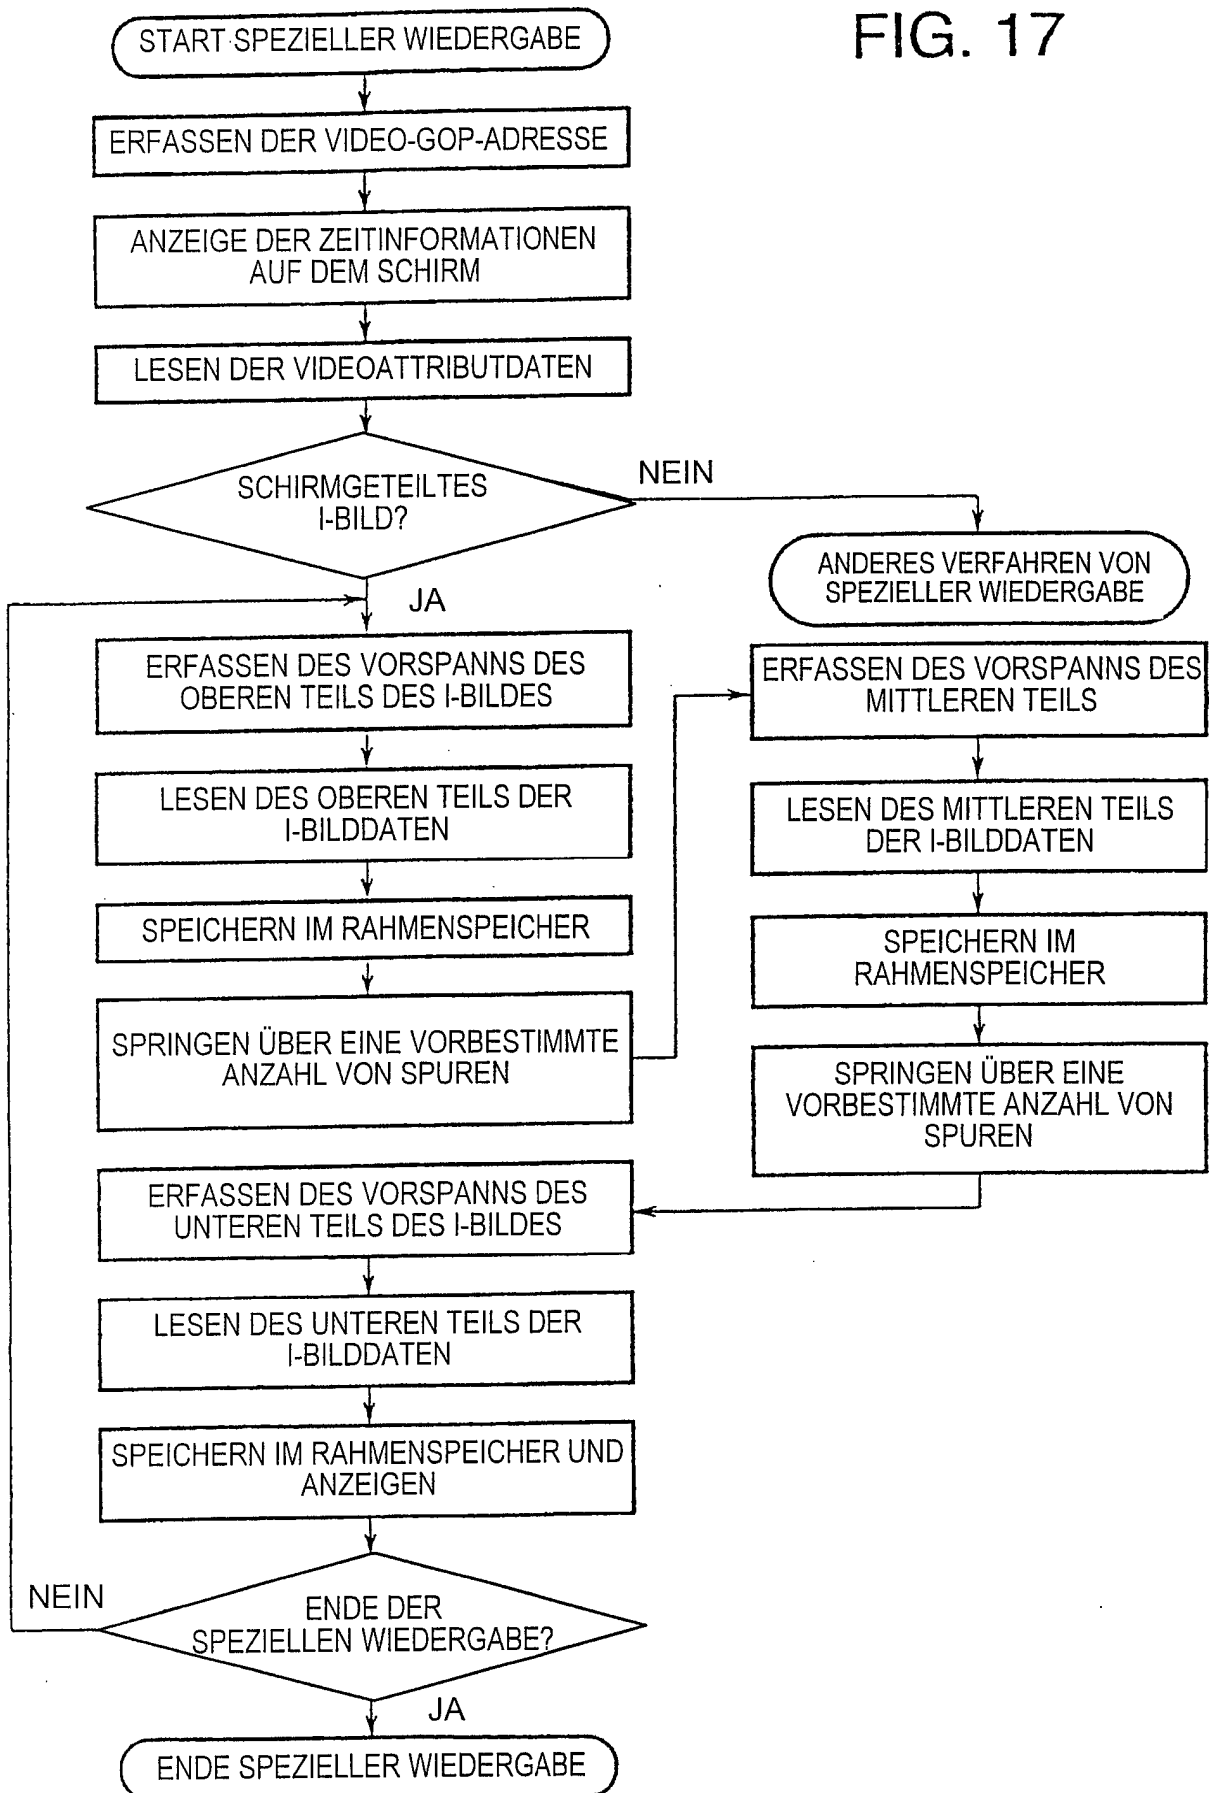 FIG. 17
START SPEZIELLER WIEDERGABE
ERFASSEN DER VIDEO-GOP-ADRESSE
ANZEIGE DER ZEITINFORMATIONEN
AUF DEM SCHIRM
LESEN DER VIDEOATTRIBUTDATEN
SCHIRMGETEILTES
I-BILD?
NEIN
ANDERES VERFAHREN VON
SPEZIELLER WIEDERGABE
JA
ERFASSEN DES VORSPANNS DES
OBEREN TEILS DES I-BILDES
LESEN DES OBEREN TEILS DER
I-BILDDATEN
SPEICHERN IM RAHMENSPEICHER
SPRINGEN ÜBER EINE VORBESTIMMTE
ANZAHL VON SPUREN
ERFASSEN DES VORSPANNS DES
MITTLEREN TEILS
LESEN DES MITTLEREN TEILS
DER I-BILDDATEN
SPEICHERN IM
RAHMENSPEICHER
SPRINGEN ÜBER EINE
VORBESTIMMTE ANZAHL VON
SPUREN
ERFASSEN DES VORSPANNS DES
UNTEREN TEILS DES I-BILDES
LESEN DES UNTEREN TEILS DER
I-BILDDATEN
SPEICHERN IM RAHMENSPEICHER UND
ANZEIGEN
NEIN
ENDE DER
SPEZIELLEN WIEDERGABE?
JA
ENDE SPEZIELLER WIEDERGABE